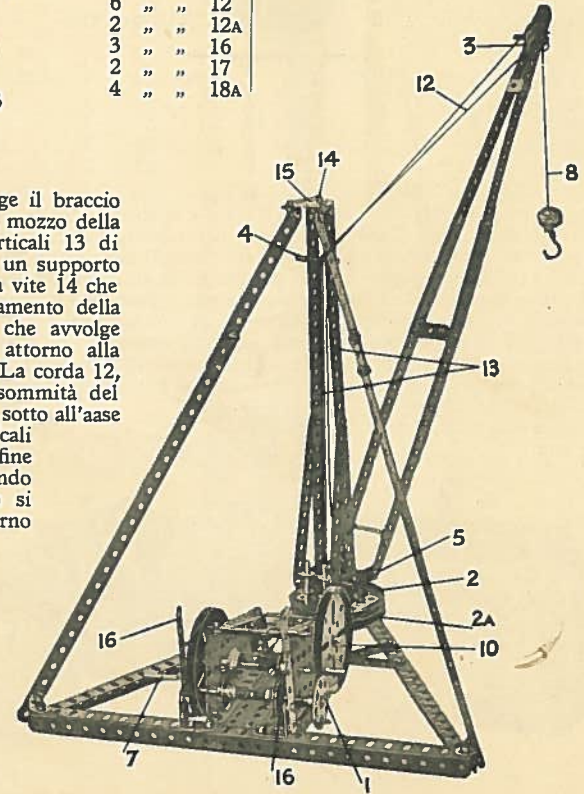 6 „ „ 12
2 „ „ 12A
3 „ „ 16
2 „ „ 17
4 „ „ 18A
ge il braccio
mozzo della
rticali 13 di
un supporto
vite 14 che
amento della
che avvolge
attorno alla
La corda 12,
sommità del
sotto all'aase
cali
fine
ndo
si
rno
3
12
8
15
14
4
13
5
2
2A
10
16
7
16
1